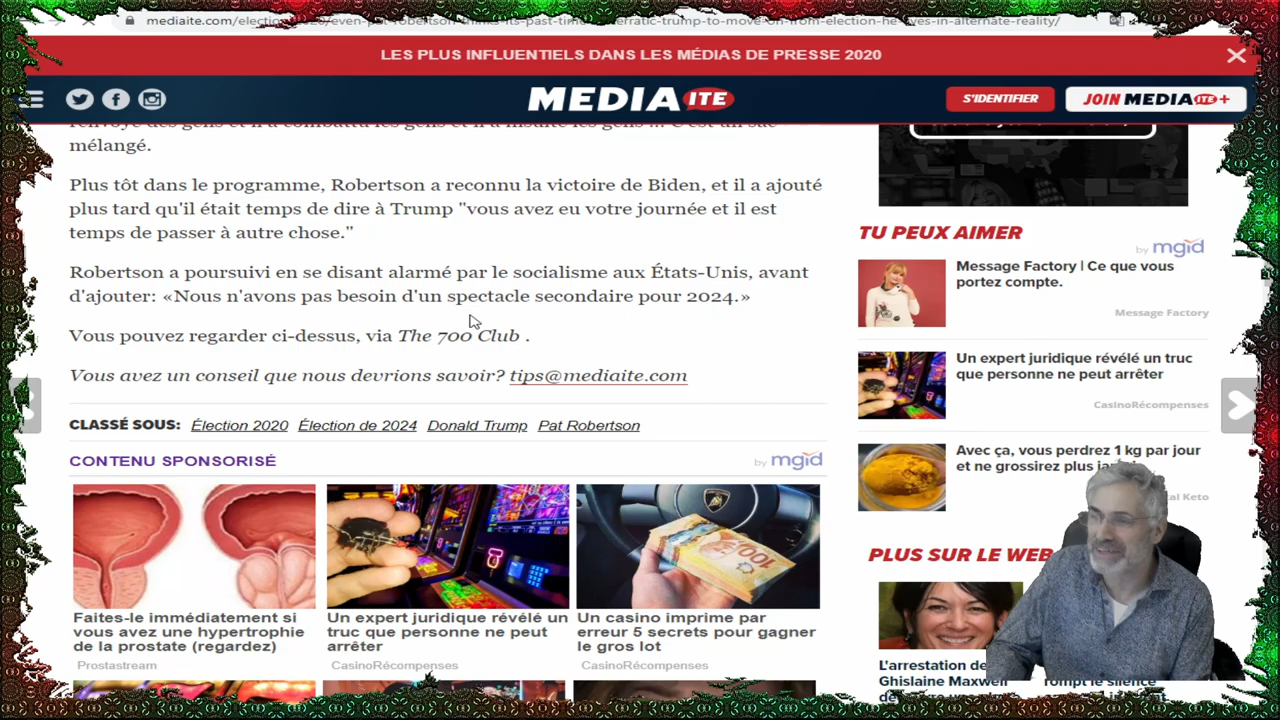 LES PLUS INFLUENTIELS DANS LES MÉDIAS DE PRESSE 2020
MEDIAITE
S'IDENTIFIER
JOIN MEDIAITE+
mélangé.
Plus tôt dans le programme, Robertson a reconnu la victoire de Biden, et il a ajouté
plus tard qu'il était temps de dire à Trump "vous avez eu votre journée et il est
temps de passer à autre chose."
Robertson a poursuivi en se disant alarmé par le socialisme aux États-Unis, avant
d'ajouter: «Nous n'avons pas besoin d'un spectacle secondaire pour 2024.»
Vous pouvez regarder ci-dessus, via The 700 Club .
Vous avez un conseil que nous devrions savoir? tips@mediaite.com
CLASSÉ SOUS: Élection 2020 Élection de 2024 Donald Trump Pat Robertson
CONTENU SPONSORISÉ
by mgid
Faites-le immédiatement si
vous avez une hypertrophie
de la prostate (regardez)
Prostastream
Un expert juridique révélé un
truc que personne ne peut
arrêter
CasinoRécompenses
Un casino imprime par
erreur 5 secrets pour gagner
le gros lot
CasinoRécompenses
TU PEUX AIMER
by mgid
Message Factory | Ce que vous
portez compte.
Message Factory
Un expert juridique révélé un truc
que personne ne peut arrêter
CasinoRécompenses
Avec ça, vous perdrez 1 kg par jour
et ne grossirez plus
Keto
PLUS SUR LE WEB
L'arrestation de
Ghislaine Maxwell
rompt le silence